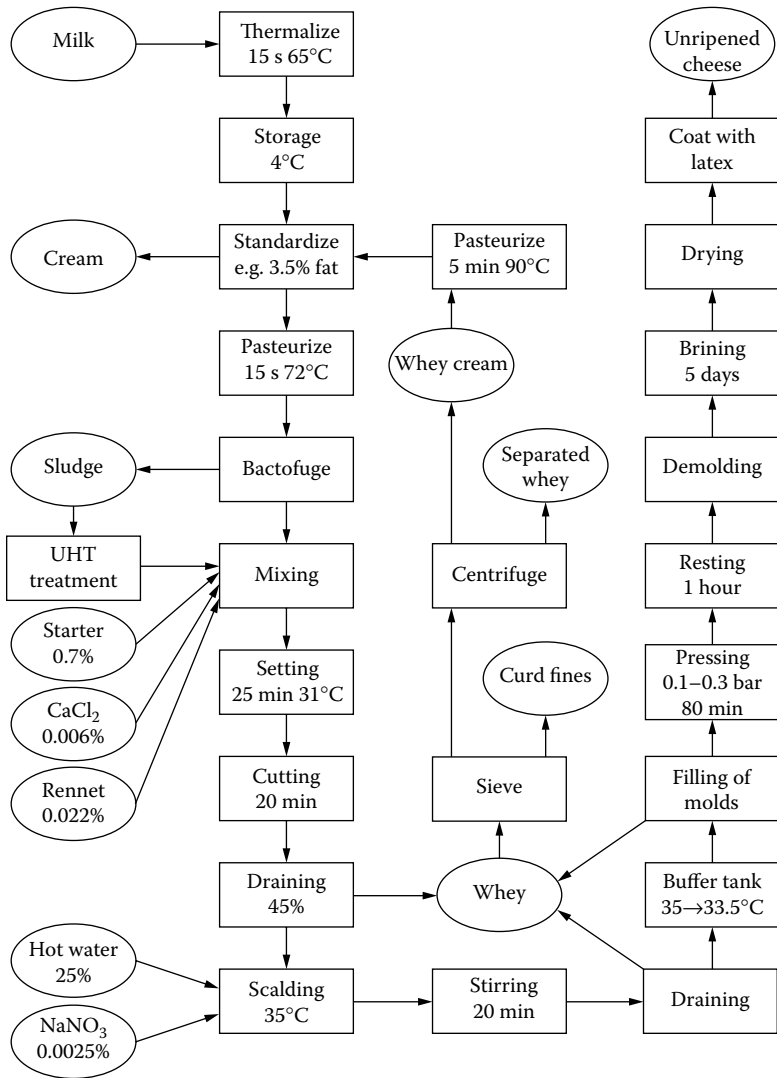 Milk
Thermalize
15 s 65°C
Unripened
cheese
Storage
4°C
Coat with
latex
Cream
Standardize
e.g. 3.5% fat
Pasteurize
5 min 90°C
Drying
Pasteurize
15 s 72°C
Whey cream
Brining
5 days
Sludge
Bactofuge
Separated
whey
Demolding
UHT
treatment
Mixing
Centrifuge
Resting
1 hour
Starter
0.7%
Setting
25 min 31°C
Curd fines
Pressing
0.1–0.3 bar
80 min
CaCl₂
0.006%
Rennet
0.022%
Cutting
20 min
Sieve
Filling of
molds
Draining
45%
Whey
Buffer tank
35→33.5°C
Hot water
25%
Scalding
35°C
Stirring
20 min
Draining
NaNO₃
0.0025%